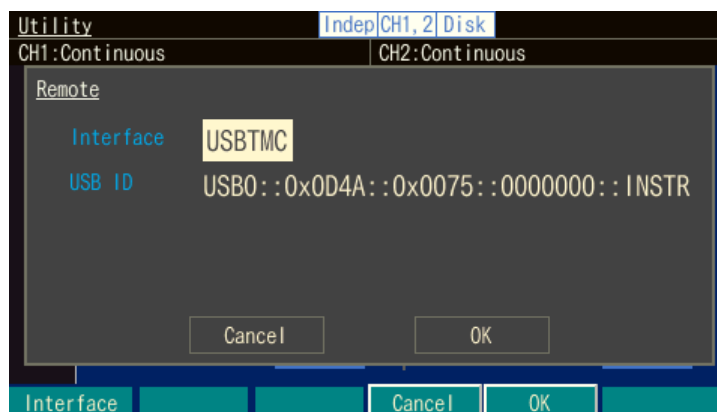 Utility Indep CH1,2 Disk
CH1:Continuous CH2:Continuous
Remote
Interface USBTMC
USB ID USB0::0x0D4A::0x0075::0000000::INSTR
Cancel OK
Interface Cancel OK